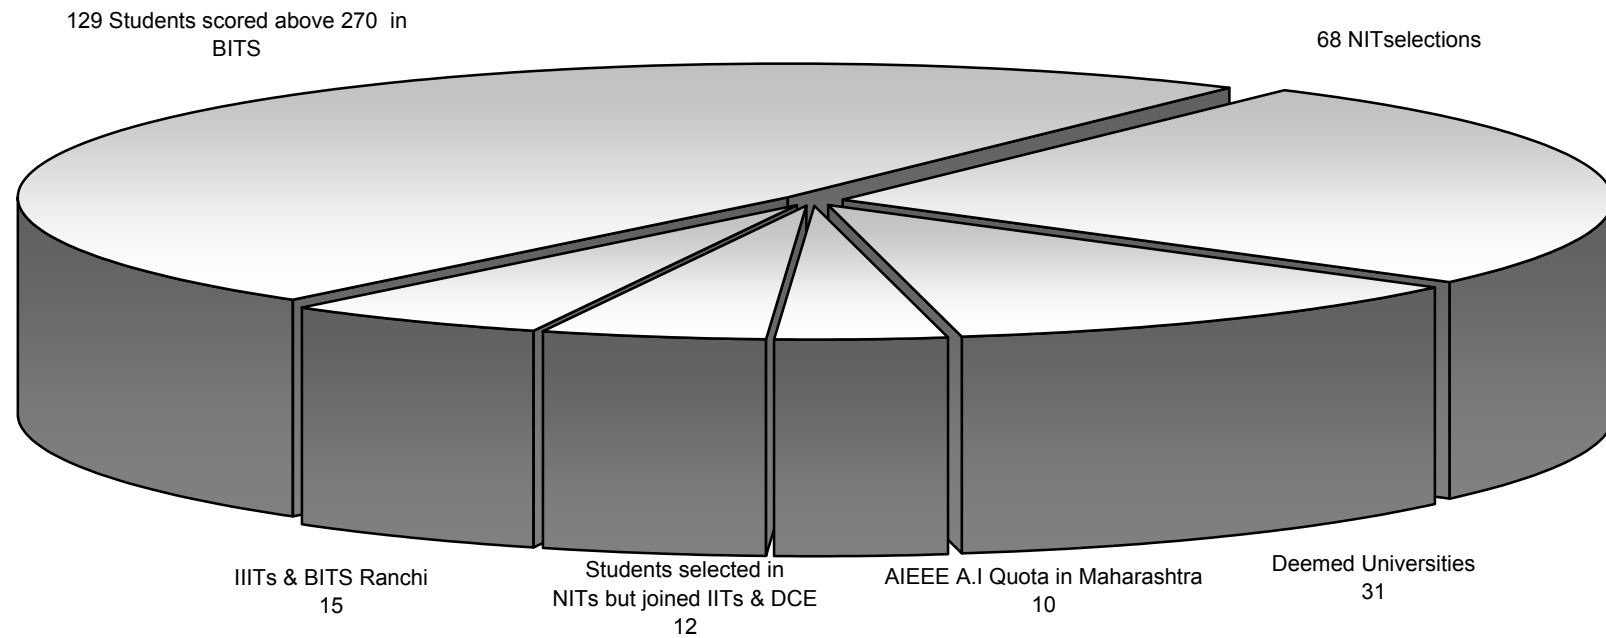 129 Students scored above 270  in
BITS
68 NITselections
IIITs & BITS Ranchi
15
Students selected in
NITs but joined IITs & DCE
12
AIEEE A.I Quota in Maharashtra
10
Deemed Universities
31